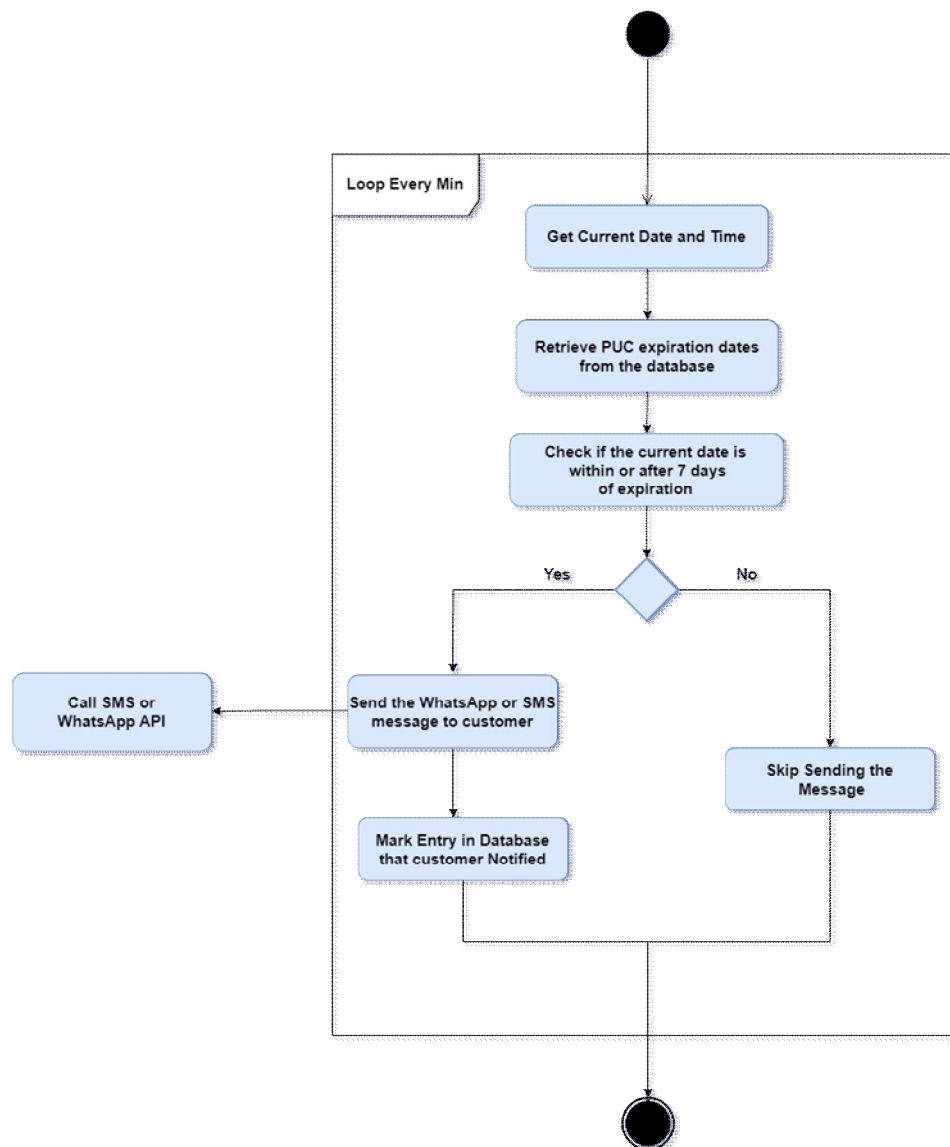 Loop Every Min
Get Current Date and Time
Retrieve PUC expiration dates
from the database
Check if the current date is
within or after 7 days
of expiration
Yes
No
Call SMS or
WhatsApp API
Send the WhatsApp or SMS
message to customer
Skip Sending the
Message
Mark Entry in Database
that customer Notified